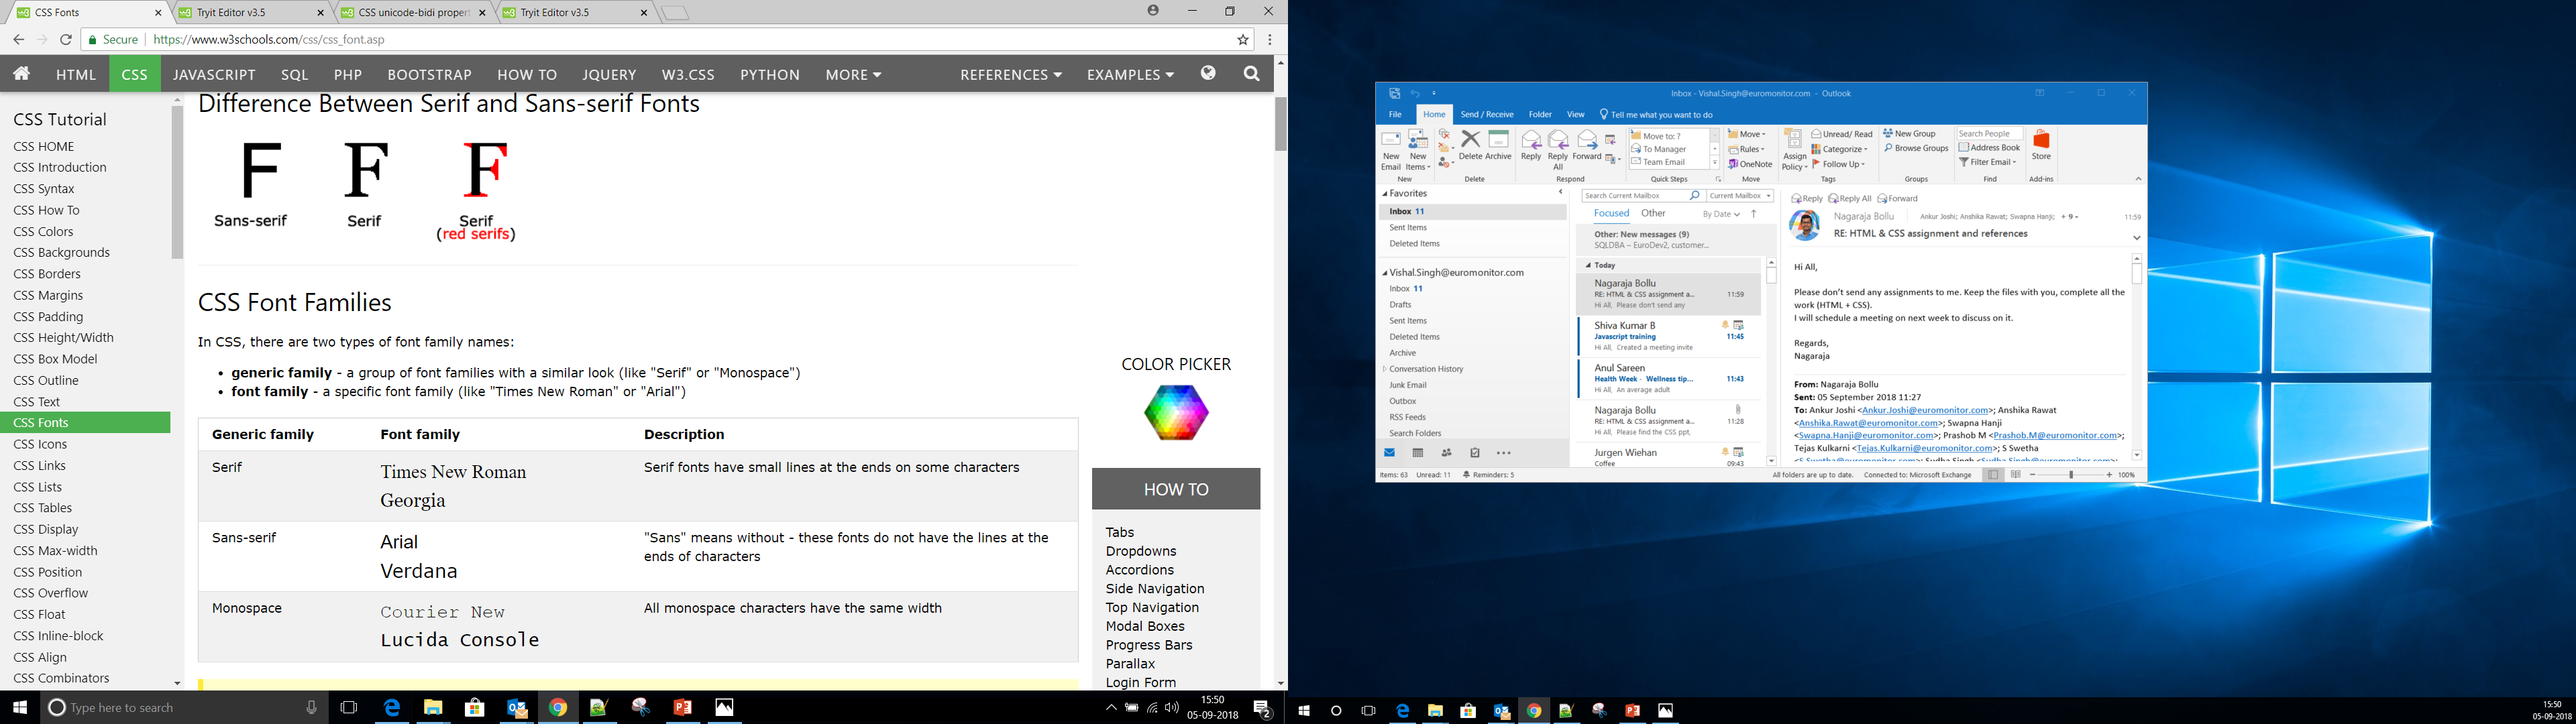 CSS Fonts
Tryit Editor v3.5
CSS unicode-bidi propert
Tryit Editor v3.5
Secure
https://www.w3schools.com/css/css_font.asp
HTML CSS JAVASCRIPT SQL PHP BOOTSTRAP HOW TO JQUERY W3.CSS PYTHON MORE REFERENCES EXAMPLES
CSS Tutorial
CSS HOME
CSS Introduction
CSS Syntax
CSS How To
CSS Colors
CSS Backgrounds
CSS Borders
CSS Margins
CSS Padding
CSS Height/Width
CSS Box Model
CSS Outline
CSS Text
CSS Fonts
CSS Icons
CSS Links
CSS Lists
CSS Tables
CSS Display
CSS Max-width
CSS Position
CSS Overflow
CSS Float
CSS Inline-block
CSS Align
CSS Combinators
Difference Between Serif and Sans-serif Fonts
F F F
Sans-serif Serif Serif
(red serifs)
CSS Font Families
In CSS, there are two types of font family names:
• generic family - a group of font families with a similar look (like "Serif" or "Monospace")
• font family - a specific font family (like "Times New Roman" or "Arial")
Generic family Font family Description
Serif Times New Roman Serif fonts have small lines at the ends on some characters
Georgia
Sans-serif Arial "Sans" means without - these fonts do not have the lines at the
Verdana ends of characters
Monospace Courier New All monospace characters have the same width
Lucida Console
COLOR PICKER
HOW TO
Tabs
Dropdowns
Accordions
Side Navigation
Top Navigation
Modal Boxes
Progress Bars
Parallax
Login Form
Type here to search
15:50
05-09-2018
2
Inbox - Vishal.Singh@euromonitor.com - Outlook
File Home Send / Receive Folder View Tell me what you want to do
New Email
New Items
Delete Archive
Reply Reply All Forward
Move to: ?
To Manager
Team Email
Move
Rules
OneNote
Assign Policy
Unread/ Read
Categorize
Follow Up
New Group
Browse Groups
Search People
Address Book
Filter Email
Store
New Delete Respond Quick Steps Move Tags Groups Find Add-ins
Favorites
Inbox 11
Sent Items
Deleted Items
Vishal.Singh@euromonitor.com
Inbox 11
Drafts
Sent Items
Deleted Items
Archive
Conversation History
Junk Email
Outbox
RSS Feeds
Search Folders
Search Current Mailbox Current Mailbox
Focused Other By Date
Other: New messages (9)
SQLDBA – EuroDev2, customer...
Today
Nagaraja Bollu
RE: HTML & CSS assignment a... 11:59
Hi All, Please don't send any
Shiva Kumar B
Javascript training 11:45
Hi All, Created a meeting invite
Anul Sareen
Health Week - Wellness tip... 11:43
Hi All, An average adult
Nagaraja Bollu
RE: HTML & CSS assignment a... 11:28
Hi All, Please find the CSS ppt,
Jurgen Wiehan
Coffee 09:43
Reply Reply All Forward
Nagaraja Bollu Ankur Joshi; Anshika Rawat; Swapna Hanji; + 9 11:59
RE: HTML & CSS assignment and references
Hi All,
Please don't send any assignments to me. Keep the files with you, complete all the
work (HTML + CSS).
I will schedule a meeting on next week to discuss on it.
Regards,
Nagaraja
From: Nagaraja Bollu
Sent: 05 September 2018 11:27
To: Ankur Joshi <Ankur.Joshi@euromonitor.com>; Anshika Rawat
<Anshika.Rawat@euromonitor.com>; Swapna Hanji
<Swapna.Hanji@euromonitor.com>; Prashob M <Prashob.M@euromonitor.com>;
Tejas Kulkarni <Tejas.Kulkarni@euromonitor.com>; S Swetha
Items: 63 Unread: 11 Reminders: 5 All folders are up to date. Connected to: Microsoft Exchange 100%
15:50
05-09-2018